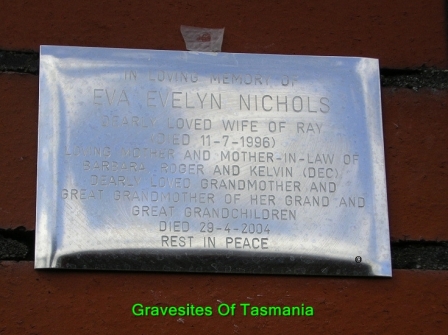 IN LOVING MEMORY OF
EVA EVELYN NICHOLS
DEARLY LOVED WIFE OF RAY
(DIED 11-7-1996)
LOVING MOTHER AND MOTHER-IN-LAW OF
BARBARA, ROGER AND KELVIN (DEC)
DEARLY LOVED GRANDMOTHER AND
GREAT GRANDMOTHER OF HER GRAND AND
GREAT GRANDCHILDREN
DIED 29-4-2004
REST IN PEACE
Gravesites Of Tasmania